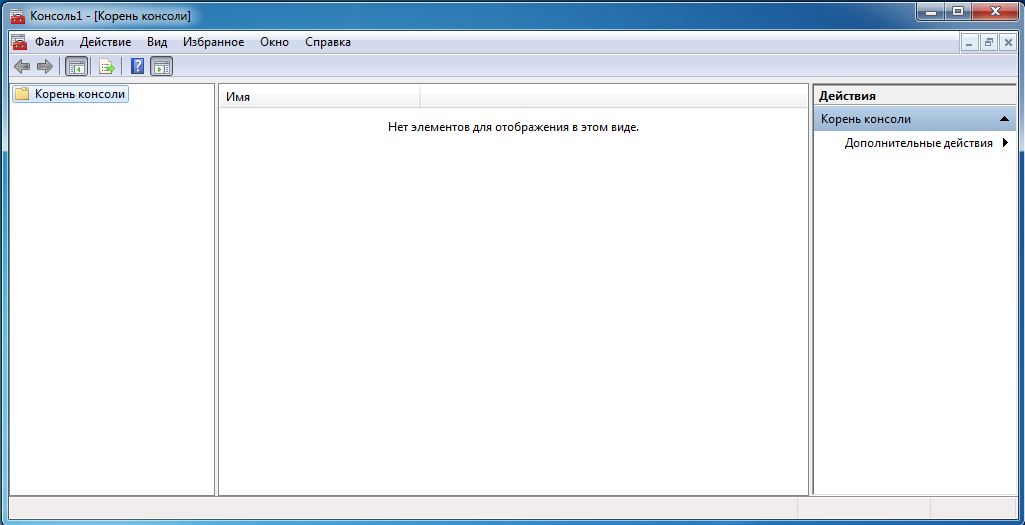 Консоль1 - [Корень консоли]
Файл Действие Вид Избранное Окно Справка
Корень консоли
Имя
Нет элементов для отображения в этом виде.
Действия
Корень консоли
Дополнительные действия